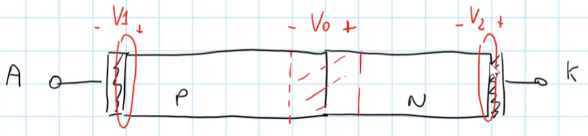 - V1 + - V0 + - V2 +
A P N K